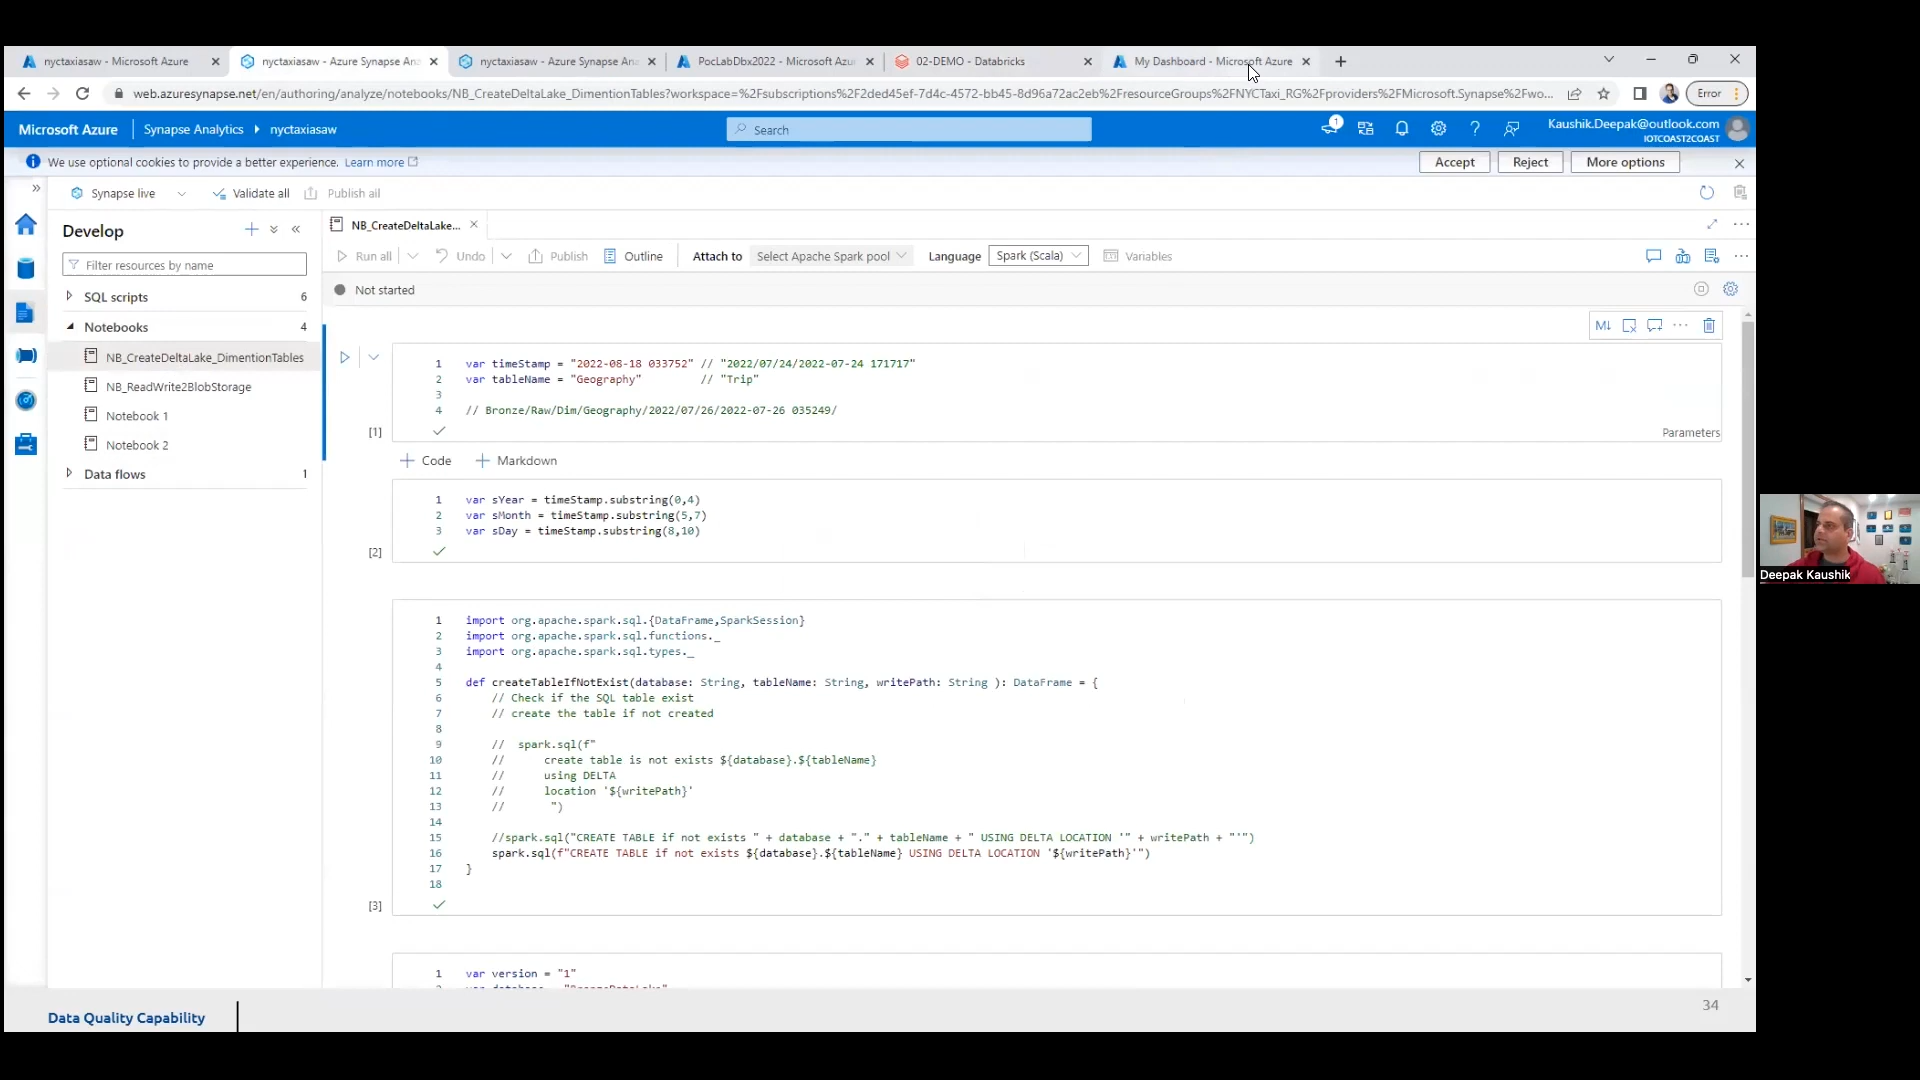 nyctaxiasaw - Microsoft Azure
nyctaxiasaw - Azure Synapse An
nyctaxiasaw - Azure Synapse An
PocLabDbx2022 - Microsoft Azu
02-DEMO - Databricks
My Dashboard - Microsoft Azure
web.azuresynapse.net/en/authoring/analyze/notebooks/NB_CreateDeltaLake_DimentionTables?workspace=%2Fsubscriptions%2F2ded45ef-7d4c-4572-bb45-8d96a72ac2eb%2FresourceGroups%2FNYCTaxi_RG%2Fproviders%2FMicrosoft.Synapse%2Fwo...
Error
Microsoft Azure
Synapse Analytics
nyctaxiasaw
Search
1
Kaushik.Deepak@outlook.com
IOTCOAST2COAST
We use optional cookies to provide a better experience. Learn more
Accept
Reject
More options
Synapse live
Validate all
Publish all
Develop
Filter resources by name
SQL scripts 6
Notebooks 4
NB_CreateDeltaLake_DimentionTables
NB_ReadWrite2BlobStorage
Notebook 1
Notebook 2
Data flows 1
NB_CreateDeltaLake...
Run all
Undo
Publish
Outline
Attach to
Select Apache Spark pool
Language
Spark (Scala)
Variables
Not started
M↓
1 var timeStamp = "2022-08-18 033752" // "2022/07/24/2022-07-24 171717"
2 var tableName = "Geography" // "Trip"
3
4 // Bronze/Raw/Dim/Geography/2022/07/26/2022-07-26 035249/
[1]
Parameters
Code
Markdown
1 var sYear = timeStamp.substring(0,4)
2 var sMonth = timeStamp.substring(5,7)
3 var sDay = timeStamp.substring(8,10)
[2]
1 import org.apache.spark.sql.{DataFrame,SparkSession}
2 import org.apache.spark.sql.functions._
3 import org.apache.spark.sql.types._
4
5 def createTableIfNotExist(database: String, tableName: String, writePath: String ): DataFrame = {
6 // Check if the SQL table exist
7 // create the table if not created
8
9 // spark.sql(f"
10 // create table is not exists ${database}.${tableName}
11 // using DELTA
12 // location '${writePath}'
13 // ")
14
15 //spark.sql("CREATE TABLE if not exists " + database + "." + tableName + " USING DELTA LOCATION '" + writePath + "'")
16 spark.sql(f"CREATE TABLE if not exists ${database}.${tableName} USING DELTA LOCATION '${writePath}'")
17 }
18
[3]
1 var version = "1"
Deepak Kaushik
Data Quality Capability
34